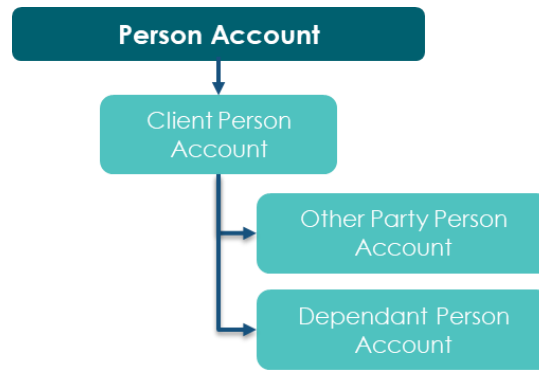 Person Account
Client Person
Account
Other Party Person
Account
Dependant Person
Account